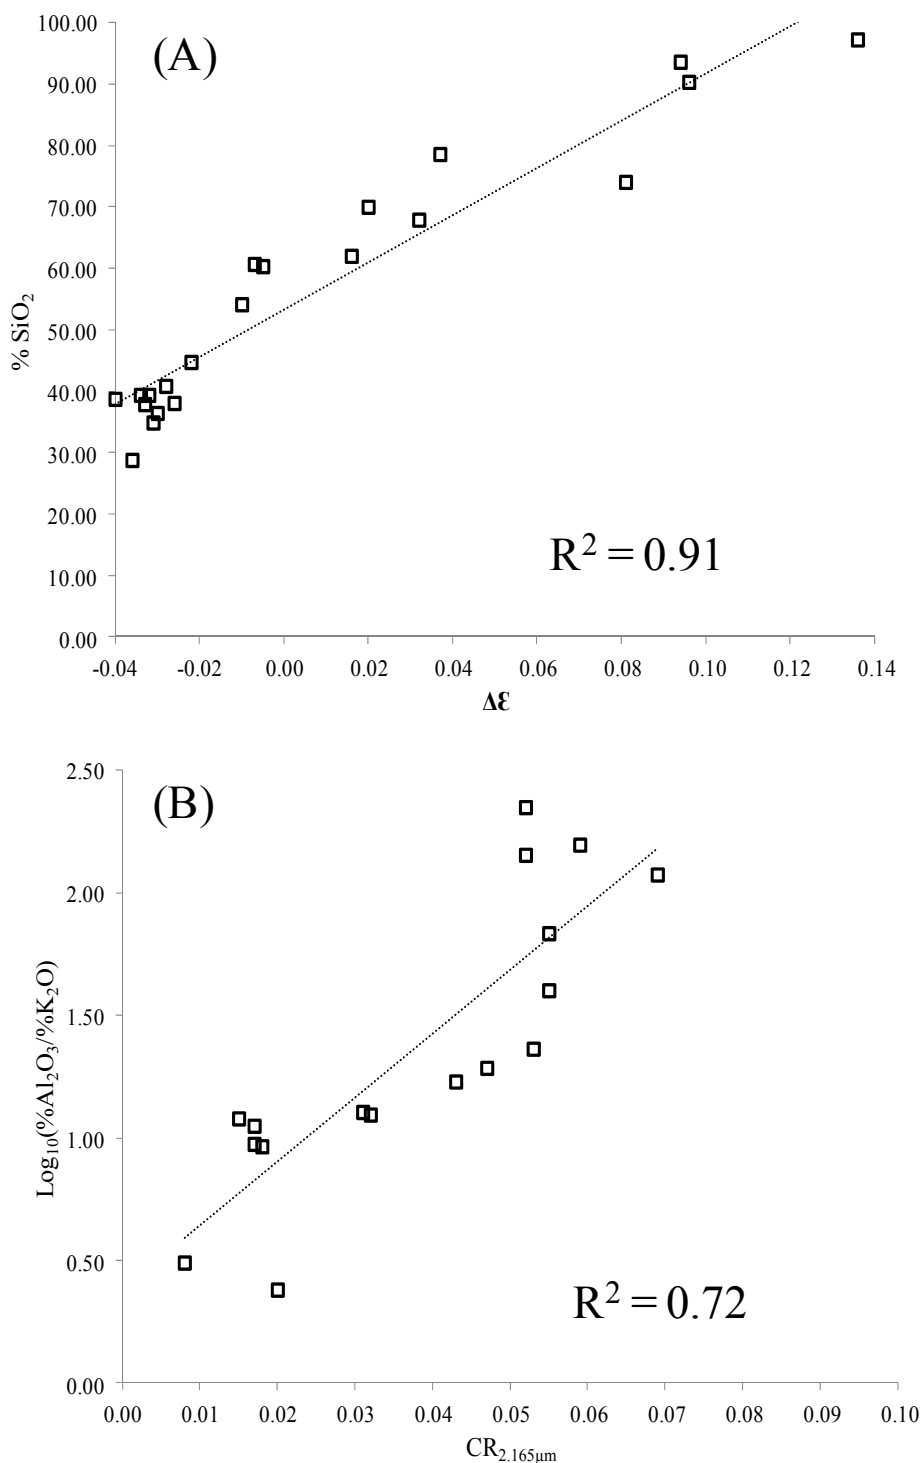 (A)
100.00
90.00
80.00
70.00
60.00
50.00
40.00
30.00
20.00
10.00
0.00
% SiO₂
R² = 0.91
-0.04 -0.02 0.00 0.02 0.04 0.06 0.08 0.10 0.12 0.14
Δε
(B)
2.50
2.00
1.50
1.00
0.50
0.00
Log₁₀(%Al₂O₃/%K₂O)
R² = 0.72
0.00 0.01 0.02 0.03 0.04 0.05 0.06 0.07 0.08 0.09 0.10
CR₂.₁₆₅µm